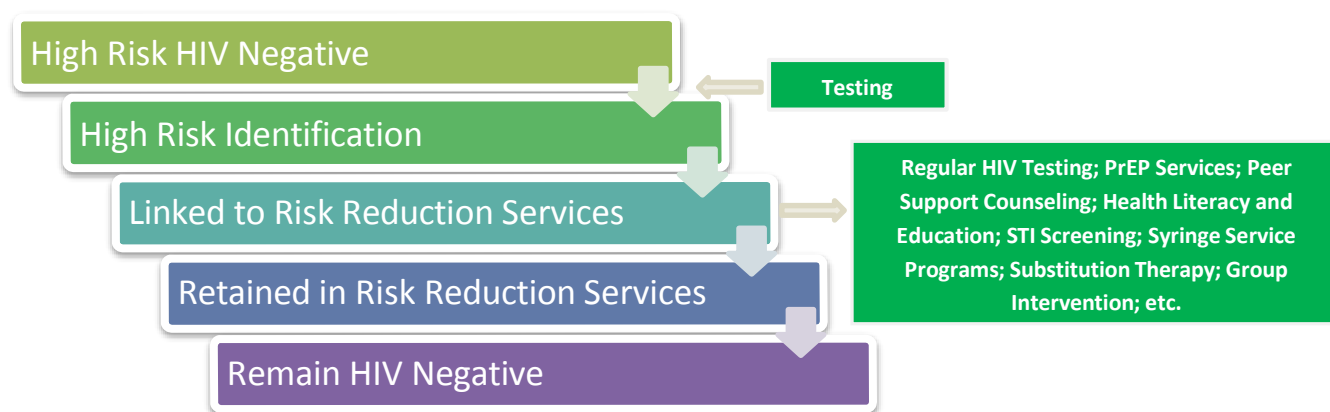 High Risk HIV Negative
Testing
High Risk Identification
Linked to Risk Reduction Services
Regular HIV Testing; PrEP Services; Peer
Support Counseling; Health Literacy and
Education; STI Screening; Syringe Service
Programs; Substitution Therapy; Group
Intervention; etc.
Retained in Risk Reduction Services
Remain HIV Negative